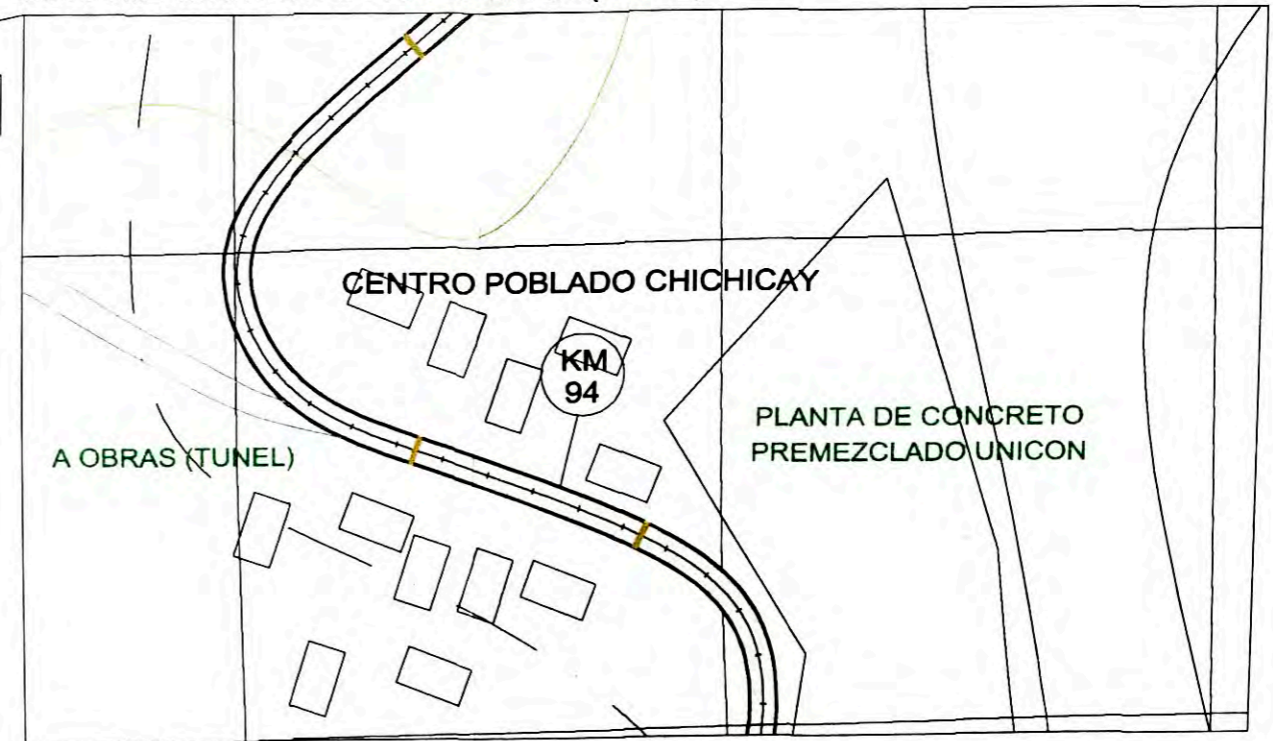 CENTRO POBLADO CHICHICAY
KM
94
PLANTA DE CONCRETO
PREMEZCLADO UNICON
A OBRAS (TUNEL)